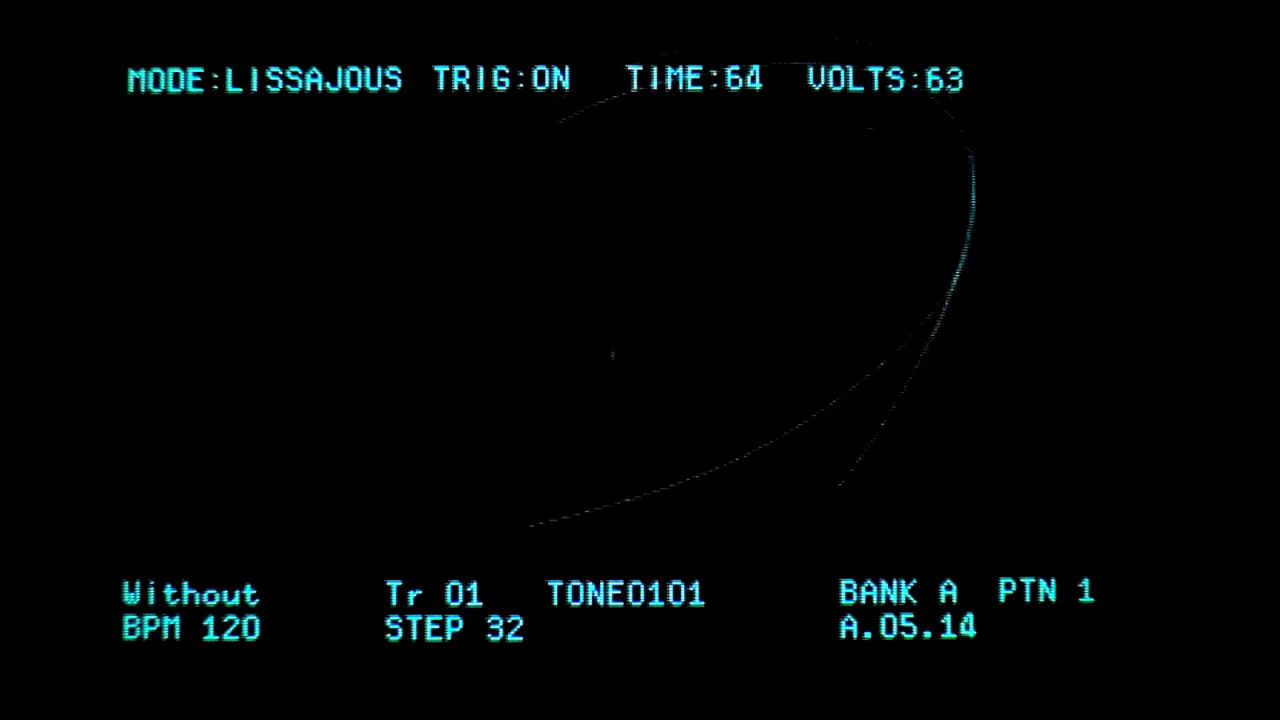 MODE:LISSAJOUS TRIG:ON TIME:64 VOLTS:63
Without Tr 01 TONE0101 BANK A PTN 1
BPM 120 STEP 32 A.05.14